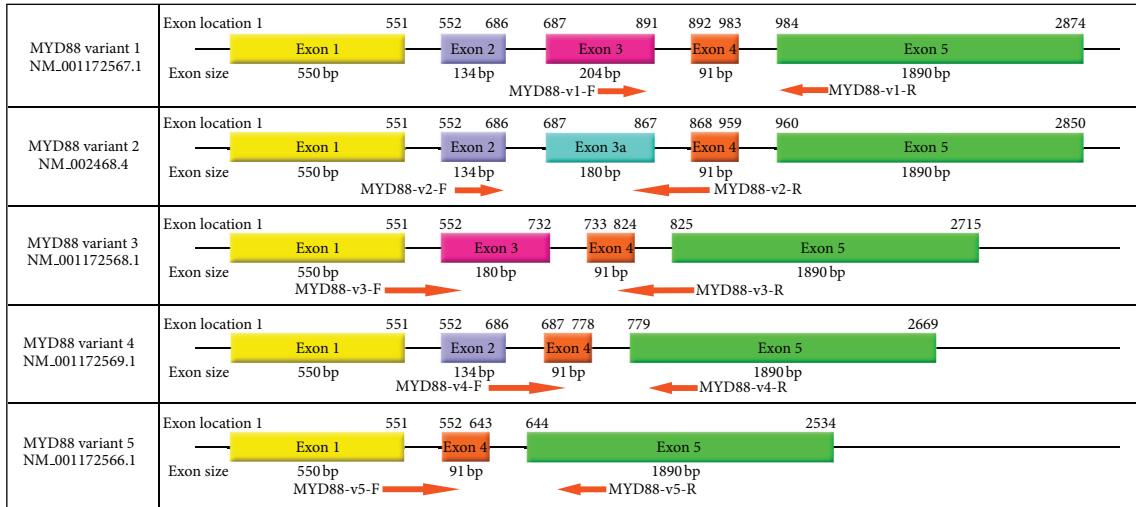 Exon location 1 551 552 686 687 891 892 983 984 2874
MYD88 variant 1
NM_001172567.1
Exon 1 Exon 2 Exon 3 Exon 4 Exon 5
Exon size 550 bp 134 bp 204 bp 91 bp 1890 bp
MYD88-v1-F MYD88-v1-R
Exon location 1 551 552 686 687 867 868 959 960 2850
MYD88 variant 2
NM_002468.4
Exon 1 Exon 2 Exon 3a Exon 4 Exon 5
Exon size 550 bp 134 bp 180 bp 91 bp 1890 bp
MYD88-v2-F MYD88-v2-R
Exon location 1 551 552 732 733 824 825 2715
MYD88 variant 3
NM_001172568.1
Exon 1 Exon 3 Exon 4 Exon 5
Exon size 550 bp 180 bp 91 bp 1890 bp
MYD88-v3-F MYD88-v3-R
Exon location 1 551 552 686 687 778 779 2669
MYD88 variant 4
NM_001172569.1
Exon 1 Exon 2 Exon 4 Exon 5
Exon size 550 bp 134 bp 91 bp 1890 bp
MYD88-v4-F MYD88-v4-R
Exon location 1 551 552 643 644 2534
MYD88 variant 5
NM_001172566.1
Exon 1 Exon 4 Exon 5
Exon size 550 bp 91 bp 1890 bp
MYD88-v5-F MYD88-v5-R